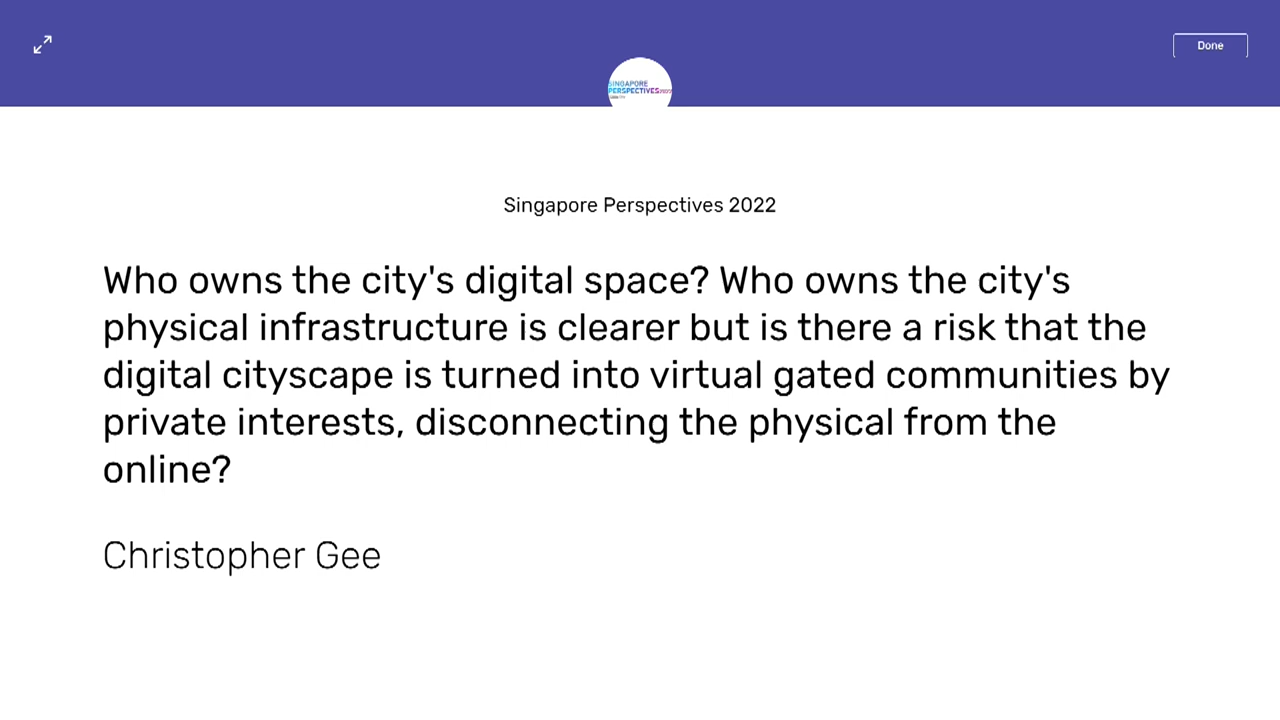 Done
SINGAPORE
PERSPECTIVES
Singapore Perspectives 2022
Who owns the city's digital space? Who owns the city's
physical infrastructure is clearer but is there a risk that the
digital cityscape is turned into virtual gated communities by
private interests, disconnecting the physical from the
online?
Christopher Gee